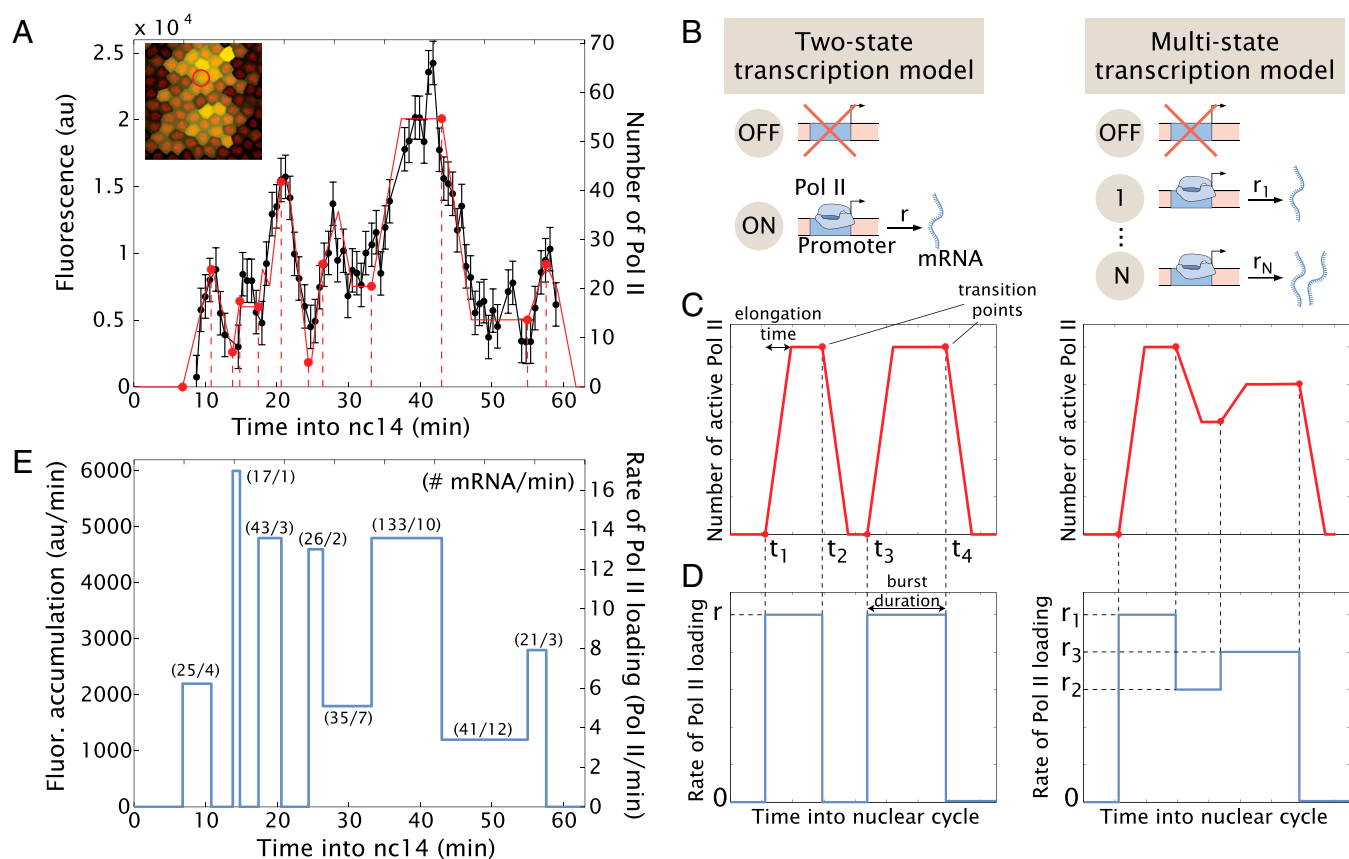 A
× 10⁴
2.5
2.0
1.5
1.0
0.5
0
Fluorescence (au)
70
60
50
40
30
20
10
0
Number of Pol II
10 20 30 40 50 60
Time into nc14 (min)
B
Two-state
transcription model
OFF
Pol II
ON
r
Promoter
mRNA
Multi-state
transcription model
OFF
1
r₁
N
r_N
C
elongation
time
transition
points
Number of active Pol II
t₁ t₂ t₃ t₄
Number of active Pol II
D
burst
duration
r
0
Rate of Pol II loading
Time into nuclear cycle
r₁
r₃
r₂
0
Rate of Pol II loading
Time into nuclear cycle
E
6000
5000
4000
3000
2000
1000
0
Fluor. accumulation (au/min)
(# mRNA/min)
(17/1)
(43/3)
(26/2)
(133/10)
(25/4)
(35/7)
(41/12)
(21/3)
16
14
12
10
8
6
4
2
0
Rate of Pol II loading (Pol II/min)
0 10 20 30 40 50 60
Time into nc14 (min)